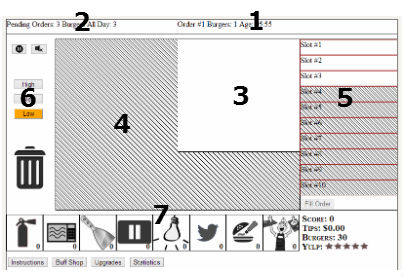 Pending Orders: 3 Burgers All Day: 3
2
Order #1 Burgers: 1 Age:
1
Slot #1
Slot #2
Slot #3
Slot #4
Slot #5
Slot #6
Slot #7
Slot #8
Slot #9
Slot #10
5
High
6
Low
4
3
Fill Order
7
0
0
0
0
0
0
0
0
SCORE: 0
TIPS: $0.00
BURGERS: 30
YULP: ★★★★★
Instructions
Buff Shop
Upgrades
Statistics